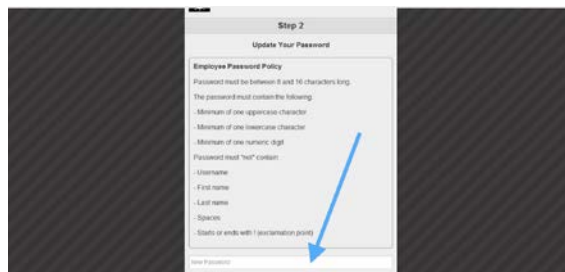 Step 2
Update Your Password
Employee Password Policy
Password must be between 8 and 16 characters long.
The password must contain the following.
- Minimum of one uppercase character
- Minimum of one lowercase character
- Minimum of one numeric digit
Password must "not" contain
- Username
- First name
- Last name
- Spaces
- Starts or ends with ! (exclamation point)
New Password